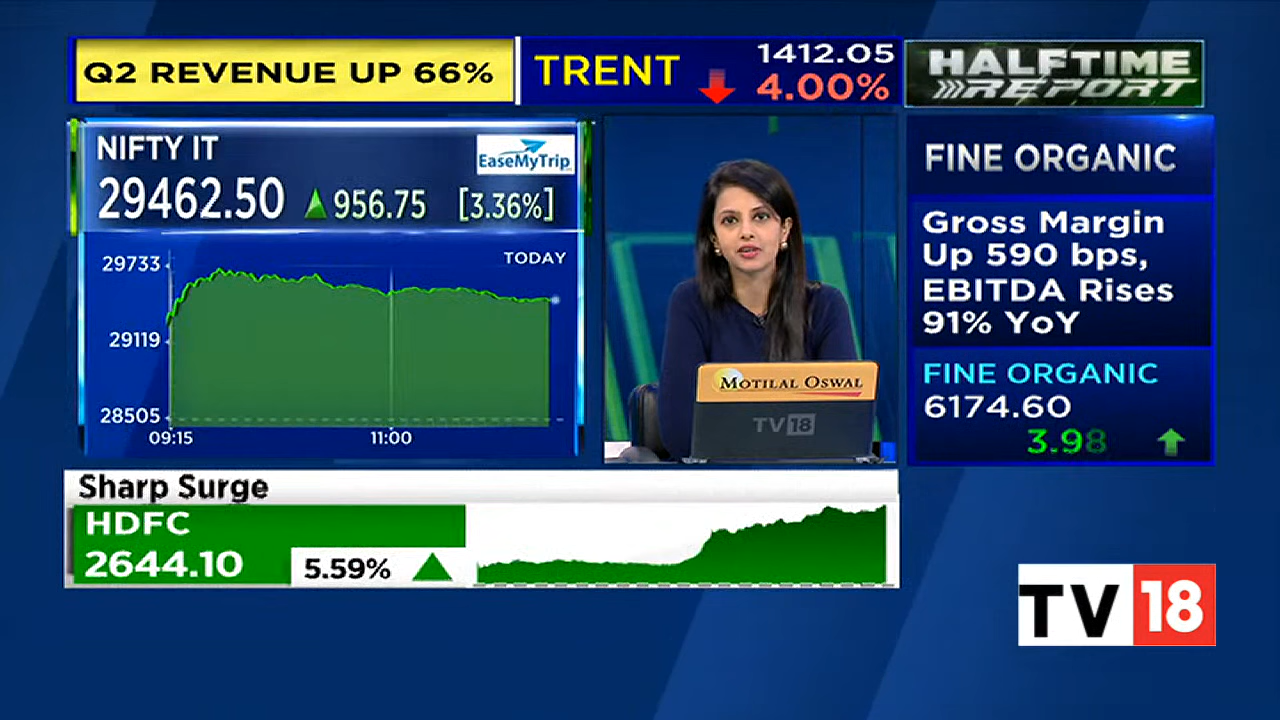 Q2 REVENUE UP 66%
TRENT
1412.05
4.00%
HALFTIME
REPORT
NIFTY IT
EaseMyTrip
29462.50
956.75
[3.36%]
TODAY
29733
29119
28505
09:15
11:00
MOTILAL OSWAL
TV18
FINE ORGANIC
Gross Margin
Up 590 bps,
EBITDA Rises
91% YoY
FINE ORGANIC
6174.60
3.98
Sharp Surge
HDFC
2644.10
5.59%
TV18